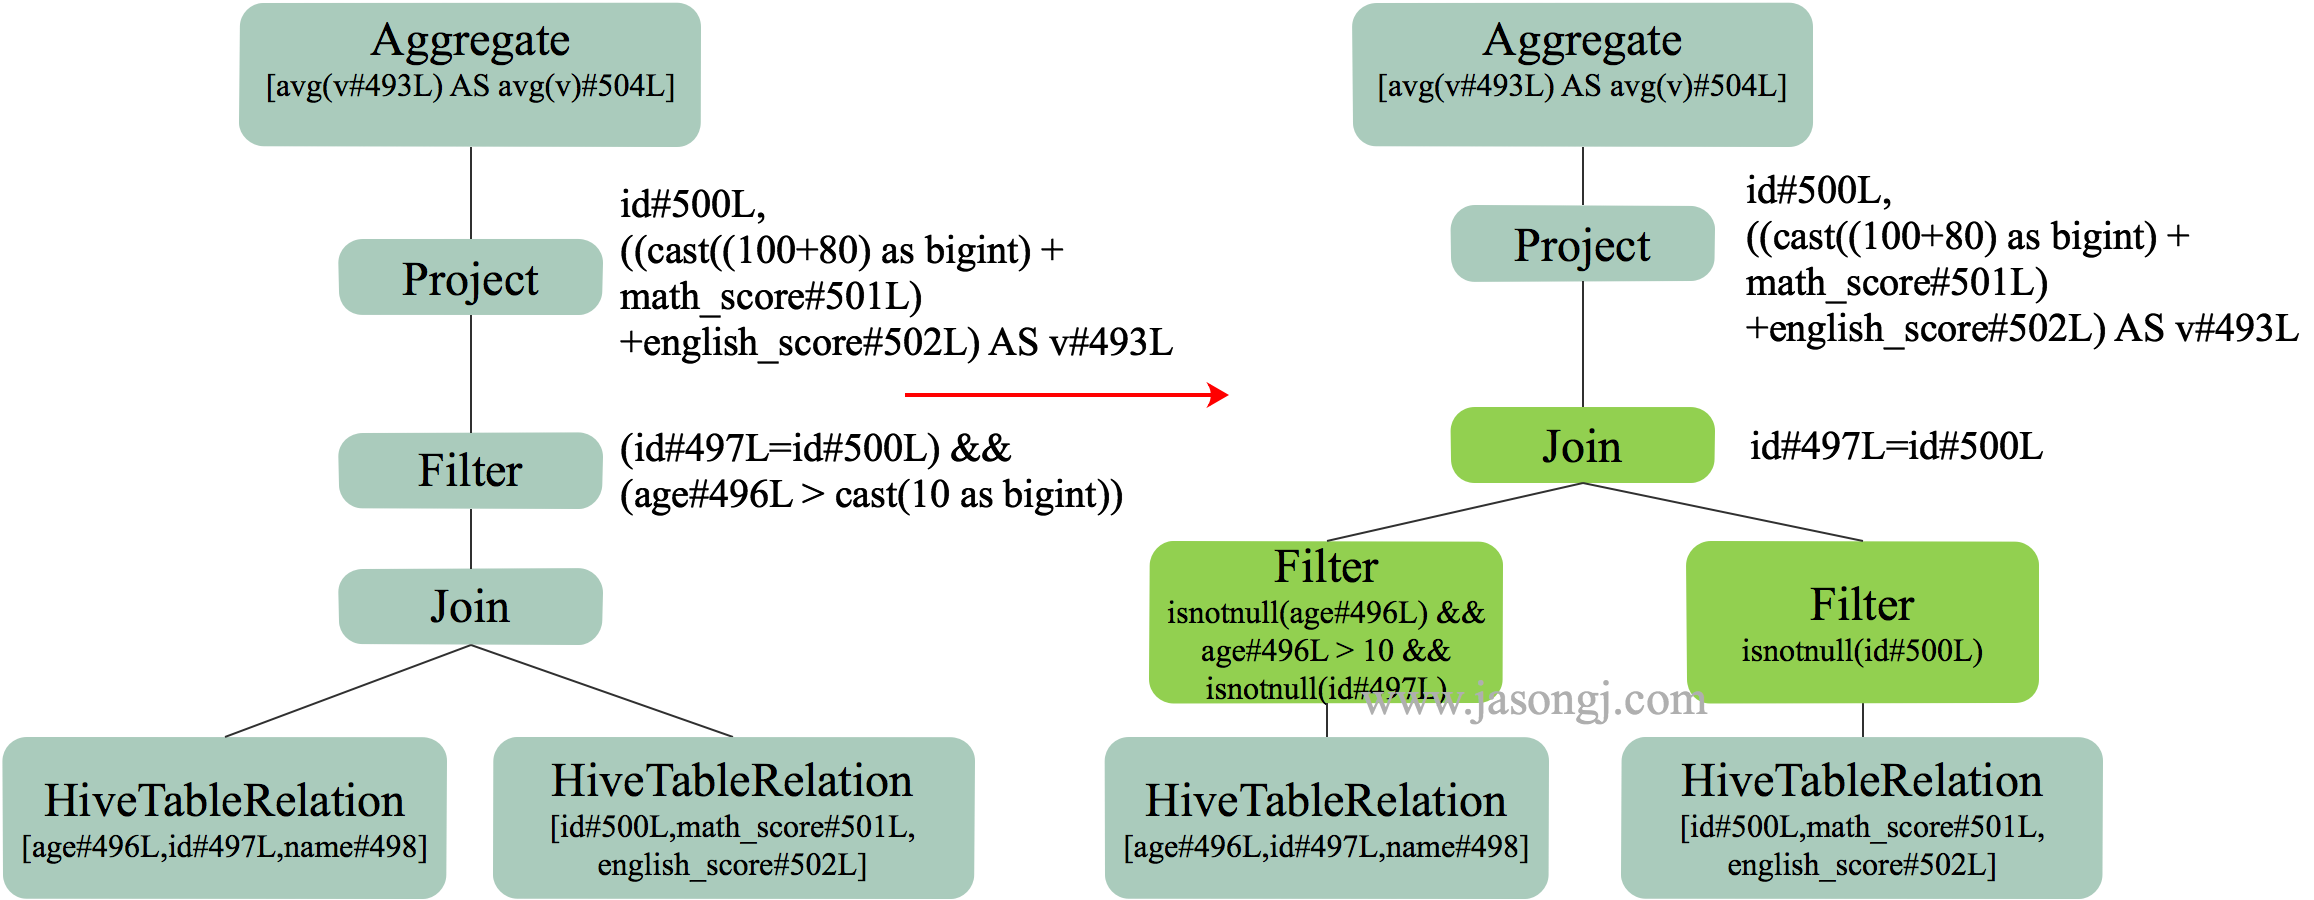 Aggregate
[avg(v#493L) AS avg(v)#504L]
Project
id#500L,
((cast((100+80) as bigint) +
math_score#501L)
+english_score#502L) AS v#493L
Filter
(id#497L=id#500L) &&
(age#496L > cast(10 as bigint))
Join
HiveTableRelation
[age#496L,id#497L,name#498]
HiveTableRelation
[id#500L,math_score#501L,
english_score#502L]
Aggregate
[avg(v#493L) AS avg(v)#504L]
Project
id#500L,
((cast((100+80) as bigint) +
math_score#501L)
+english_score#502L) AS v#493L
Join
id#497L=id#500L
Filter
isnotnull(age#496L) &&
age#496L > 10 &&
isnotnull(id#497L)
Filter
isnotnull(id#500L)
www.jasongj.com
HiveTableRelation
[age#496L,id#497L,name#498]
HiveTableRelation
[id#500L,math_score#501L,
english_score#502L]